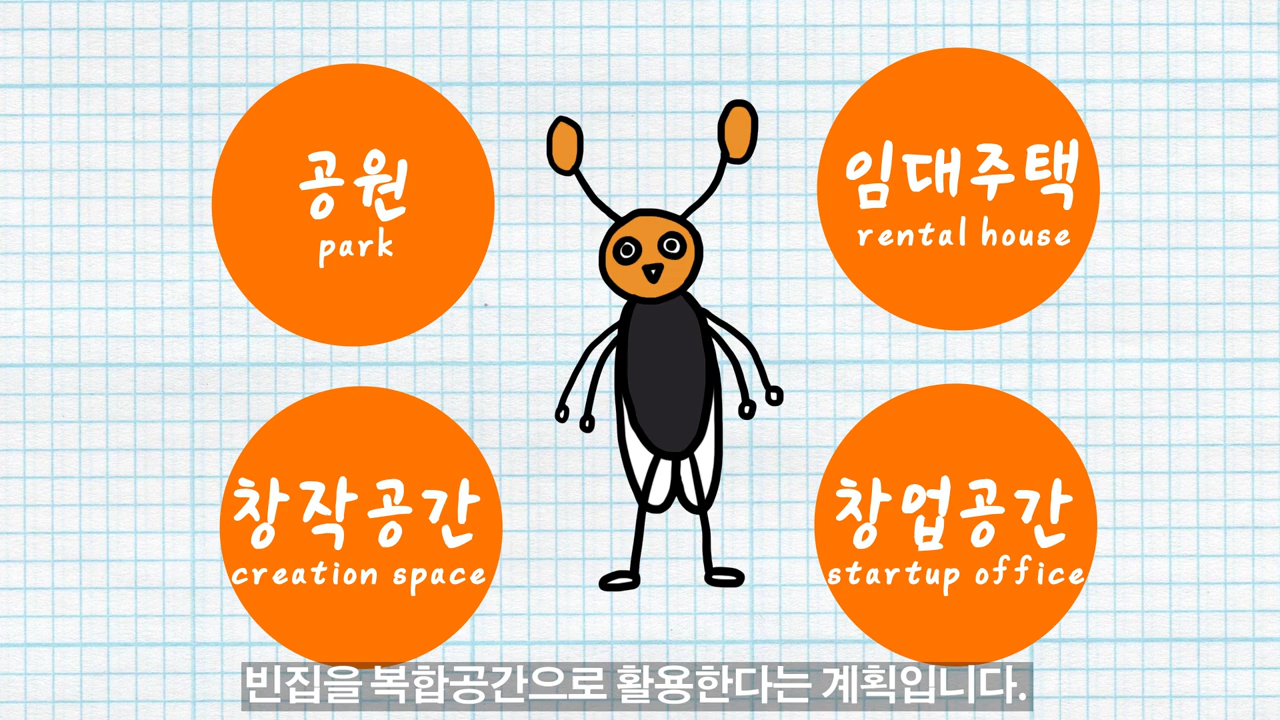 공원
park
임대주택
rental house
창작공간
creation space
창업공간
startup office
빈집을 복합공간으로 활용한다는 계획입니다.